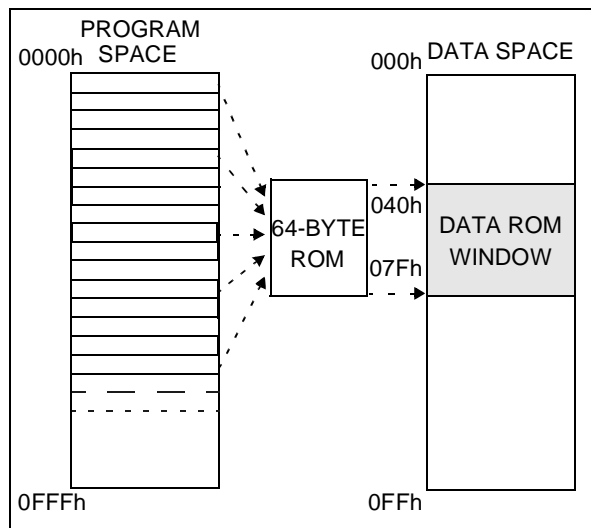 PROGRAM
SPACE
0000h
000h
DATA SPACE
64-BYTE
ROM
040h
07Fh
DATA ROM
WINDOW
0FFFh
0FFh